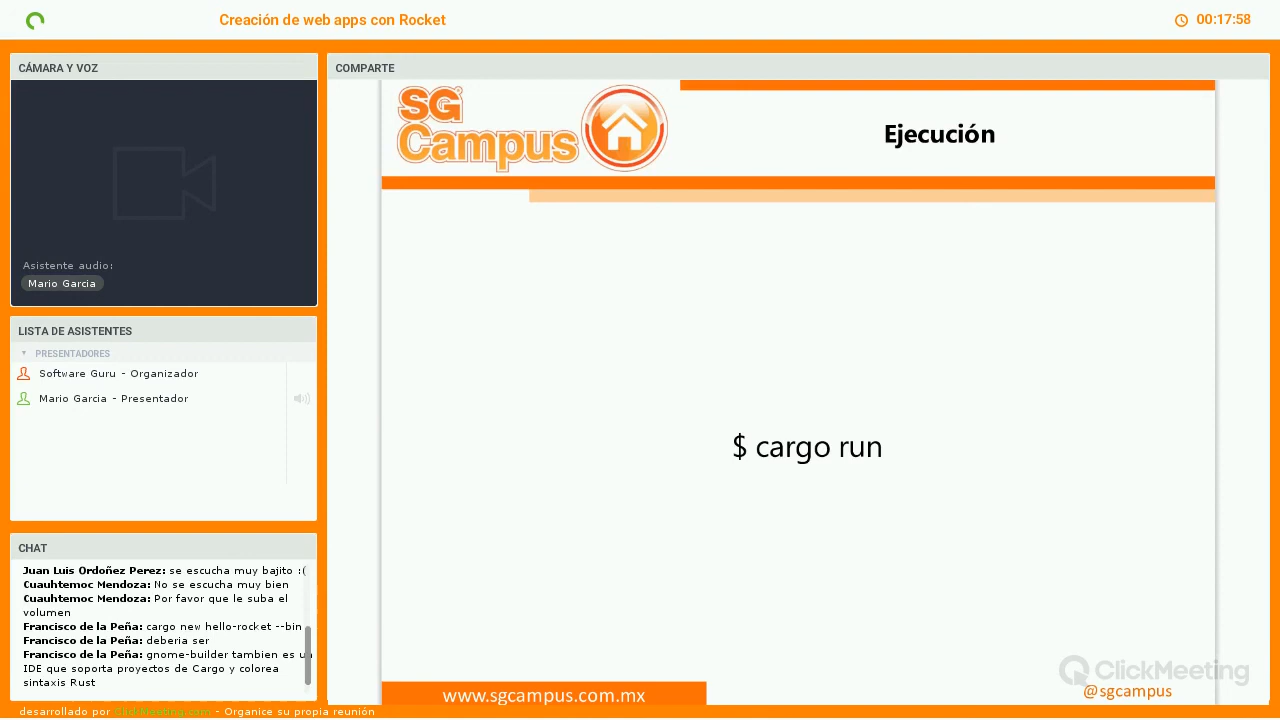 Creación de web apps con Rocket
00:17:58
CÁMARA Y VOZ
Asistente audio:
Mario Garcia
LISTA DE ASISTENTES
PRESENTADORES
Software Guru - Organizador
Mario Garcia - Presentador
CHAT
Juan Luis Ordoñez Perez: se escucha muy bajito :(
Cuauhtemoc Mendoza: No se escucha muy bien
Cuauhtemoc Mendoza: Por favor que le suba el
volumen
Francisco de la Peña: cargo new hello-rocket --bin
Francisco de la Peña: deberia ser
Francisco de la Peña: gnome-builder tambien es un
IDE que soporta proyectos de Cargo y colorea
sintaxis Rust
desarrollado por ClickMeeting.com - Organice su propia reunión
COMPARTE
SG
Campus
Ejecución
$ cargo run
www.sgcampus.com.mx
ClickMeeting
@sgcampus